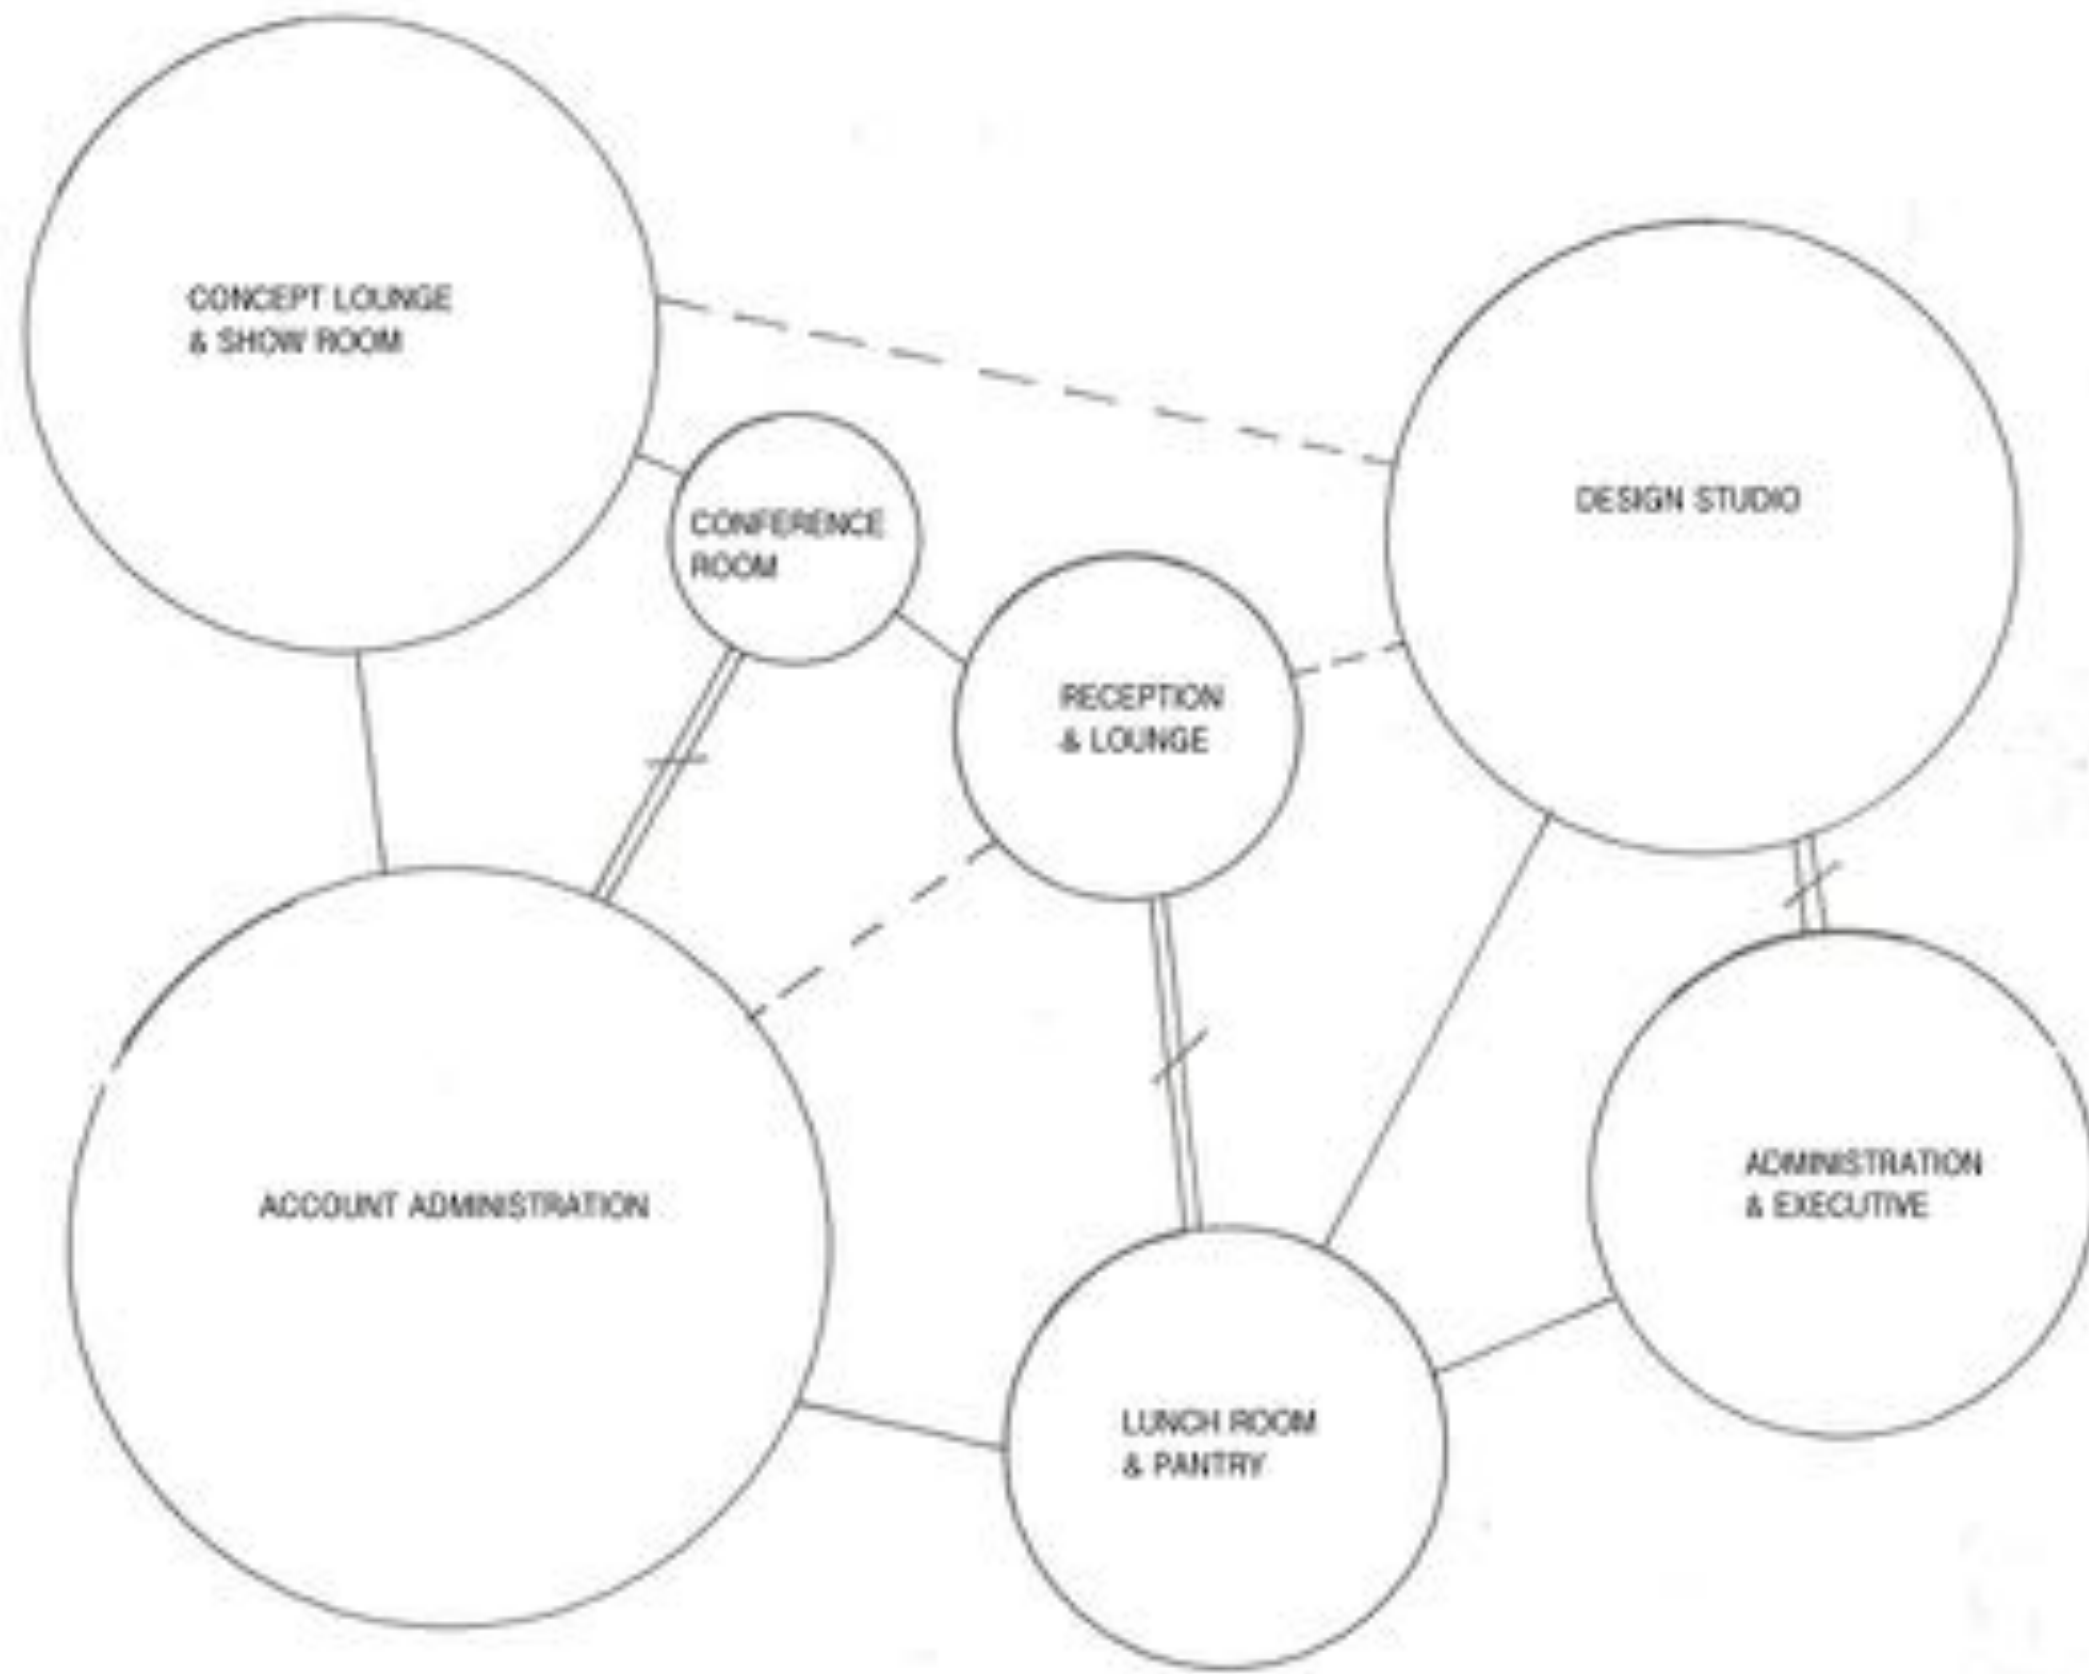 CONCEPT LOUNGE
& SHOW ROOM
CONFERENCE
ROOM
DESIGN STUDIO
RECEPTION
& LOUNGE
ACCOUNT ADMINISTRATION
ADMINISTRATION
& EXECUTIVE
LUNCH ROOM
& PANTRY